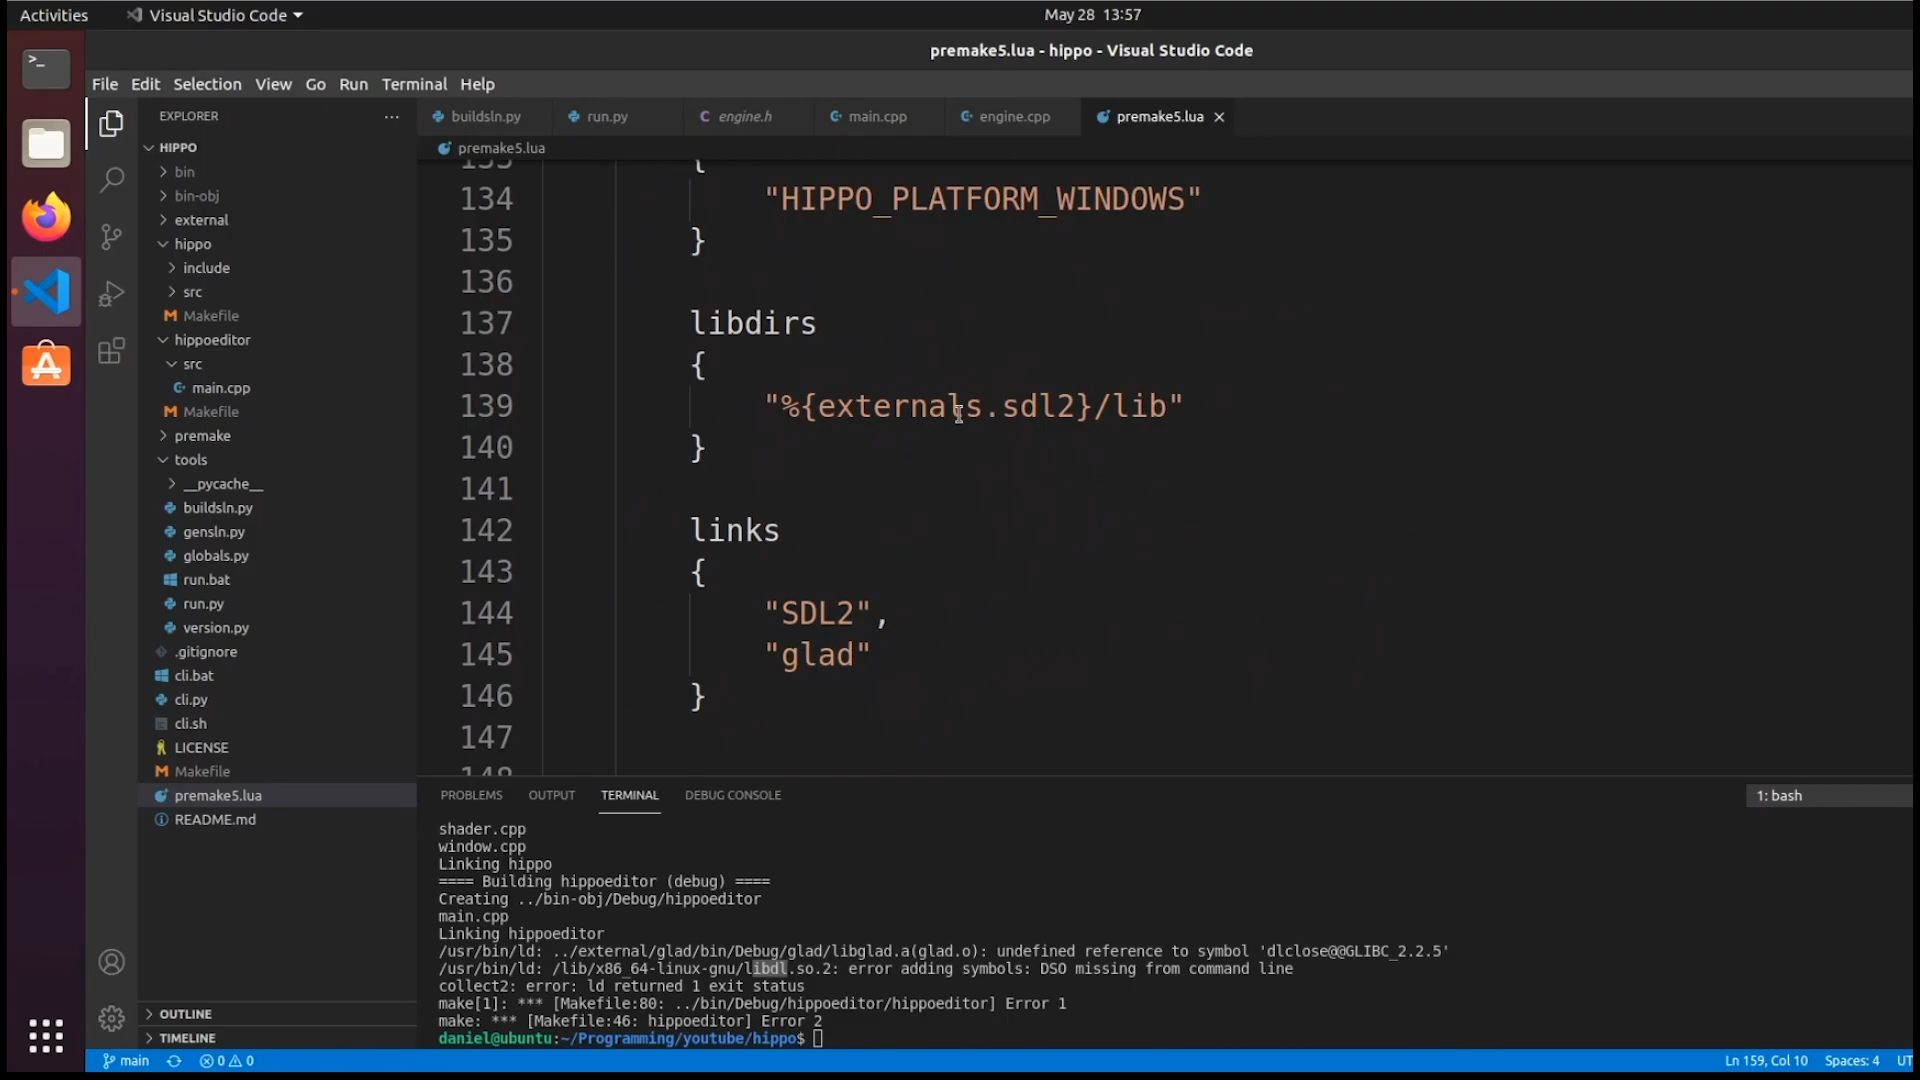 Activities
Visual Studio Code
May 28 13:57
premake5.lua - hippo - Visual Studio Code
File Edit Selection View Go Run Terminal Help
EXPLORER
HIPPO
bin
bin-obj
external
hippo
include
src
Makefile
hippoeditor
src
main.cpp
Makefile
premake
tools
__pycache__
buildsln.py
gensln.py
globals.py
run.bat
run.py
version.py
.gitignore
cli.bat
cli.py
cli.sh
LICENSE
Makefile
premake5.lua
README.md
OUTLINE
TIMELINE
buildsln.py run.py engine.h main.cpp engine.cpp premake5.lua
premake5.lua
133 {
134 "HIPPO_PLATFORM_WINDOWS"
135 }
136
137 libdirs
138 {
139 "%{externals.sdl2}/lib"
140 }
141
142 links
143 {
144 "SDL2",
145 "glad"
146 }
147
148
PROBLEMS OUTPUT TERMINAL DEBUG CONSOLE
1: bash
shader.cpp
window.cpp
Linking hippo
==== Building hippoeditor (debug) ====
Creating ../bin-obj/Debug/hippoeditor
main.cpp
Linking hippoeditor
/usr/bin/ld: ../external/glad/bin/Debug/glad/libglad.a(glad.o): undefined reference to symbol 'dlclose@@GLIBC_2.2.5'
/usr/bin/ld: /lib/x86_64-linux-gnu/libdl.so.2: error adding symbols: DSO missing from command line
collect2: error: ld returned 1 exit status
make[1]: *** [Makefile:80: ../bin/Debug/hippoeditor/hippoeditor] Error 1
make: *** [Makefile:46: hippoeditor] Error 2
daniel@ubuntu:~/Programming/youtube/hippo$
main
0 0
Ln 159, Col 10 Spaces: 4 UT